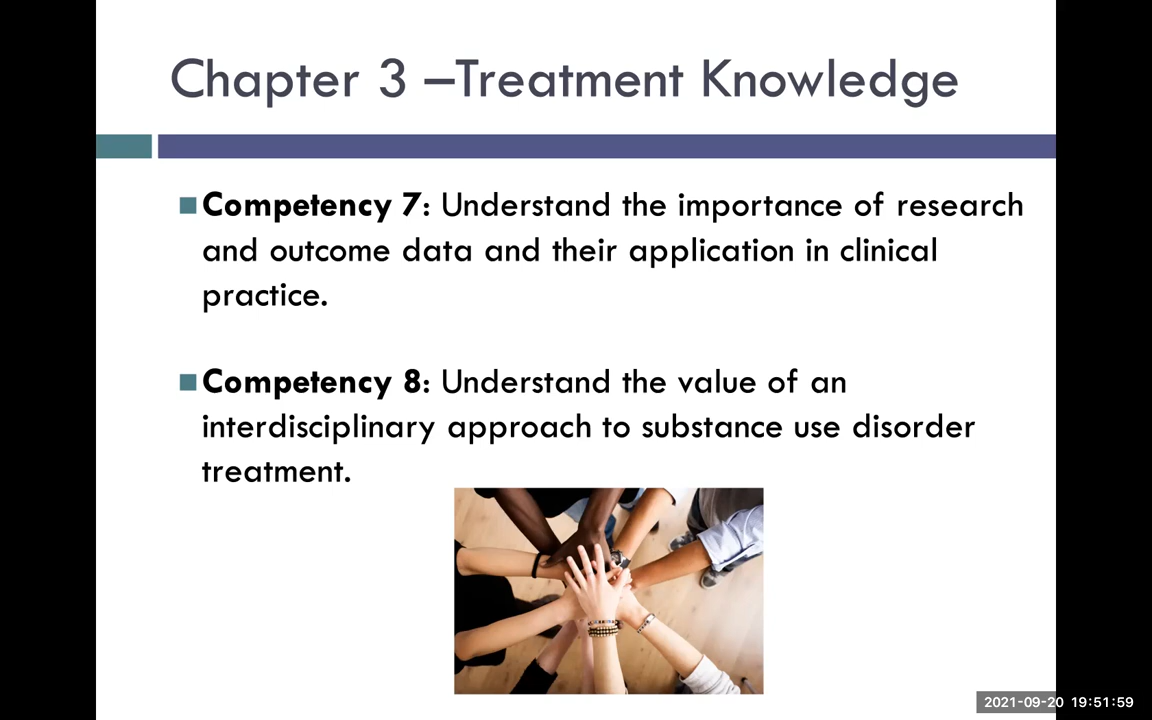 Chapter 3 –Treatment Knowledge
Competency 7: Understand the importance of research
and outcome data and their application in clinical
practice.
Competency 8: Understand the value of an
interdisciplinary approach to substance use disorder
treatment.
2021-09-20 19:51:59